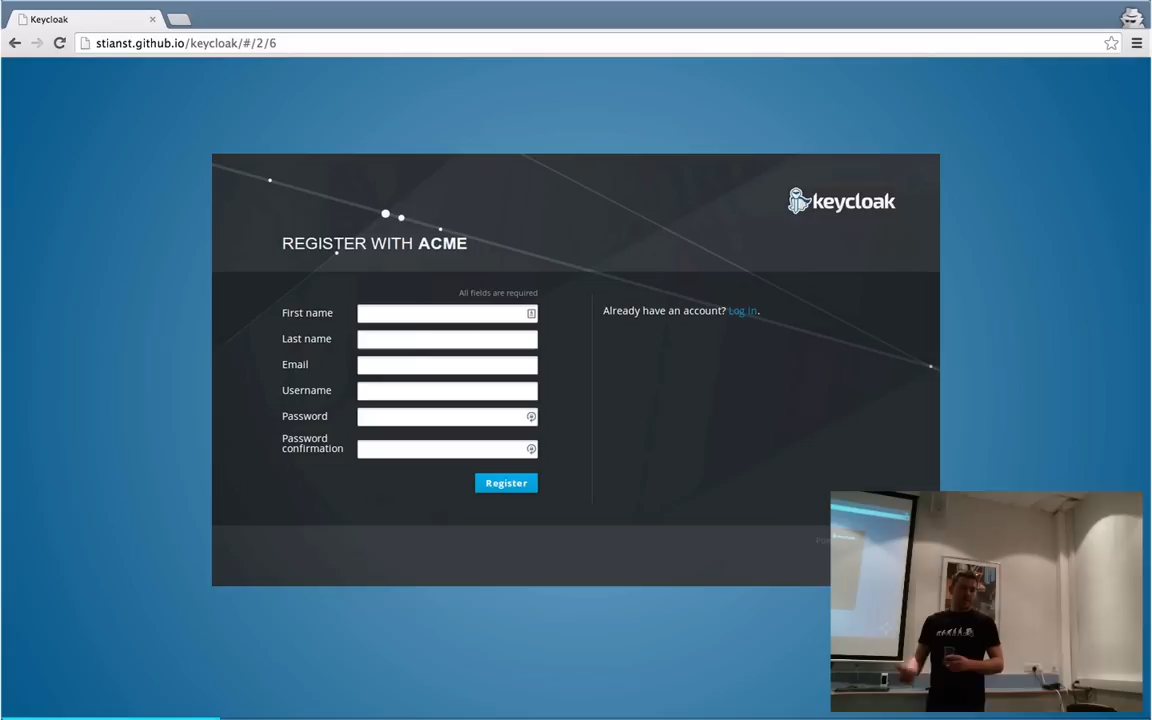 Keycloak
stianst.github.io/keycloak/#/2/6
keycloak
REGISTER WITH ACME
All fields are required
First name
Already have an account? Log in.
Last name
Email
Username
Password
Password
confirmation
Register